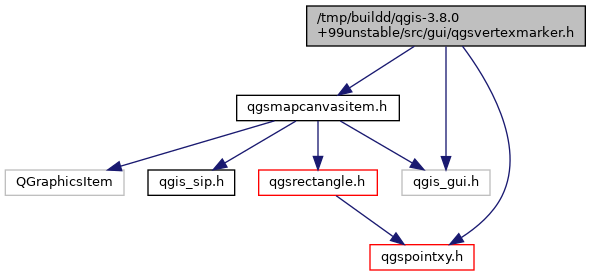 /tmp/buildd/qgis-3.8.0
+99unstable/src/gui/qgsvertexmarker.h
qgsmapcanvasitem.h
QGraphicsItem
qgis_sip.h
qgsrectangle.h
qgis_gui.h
qgspointxy.h